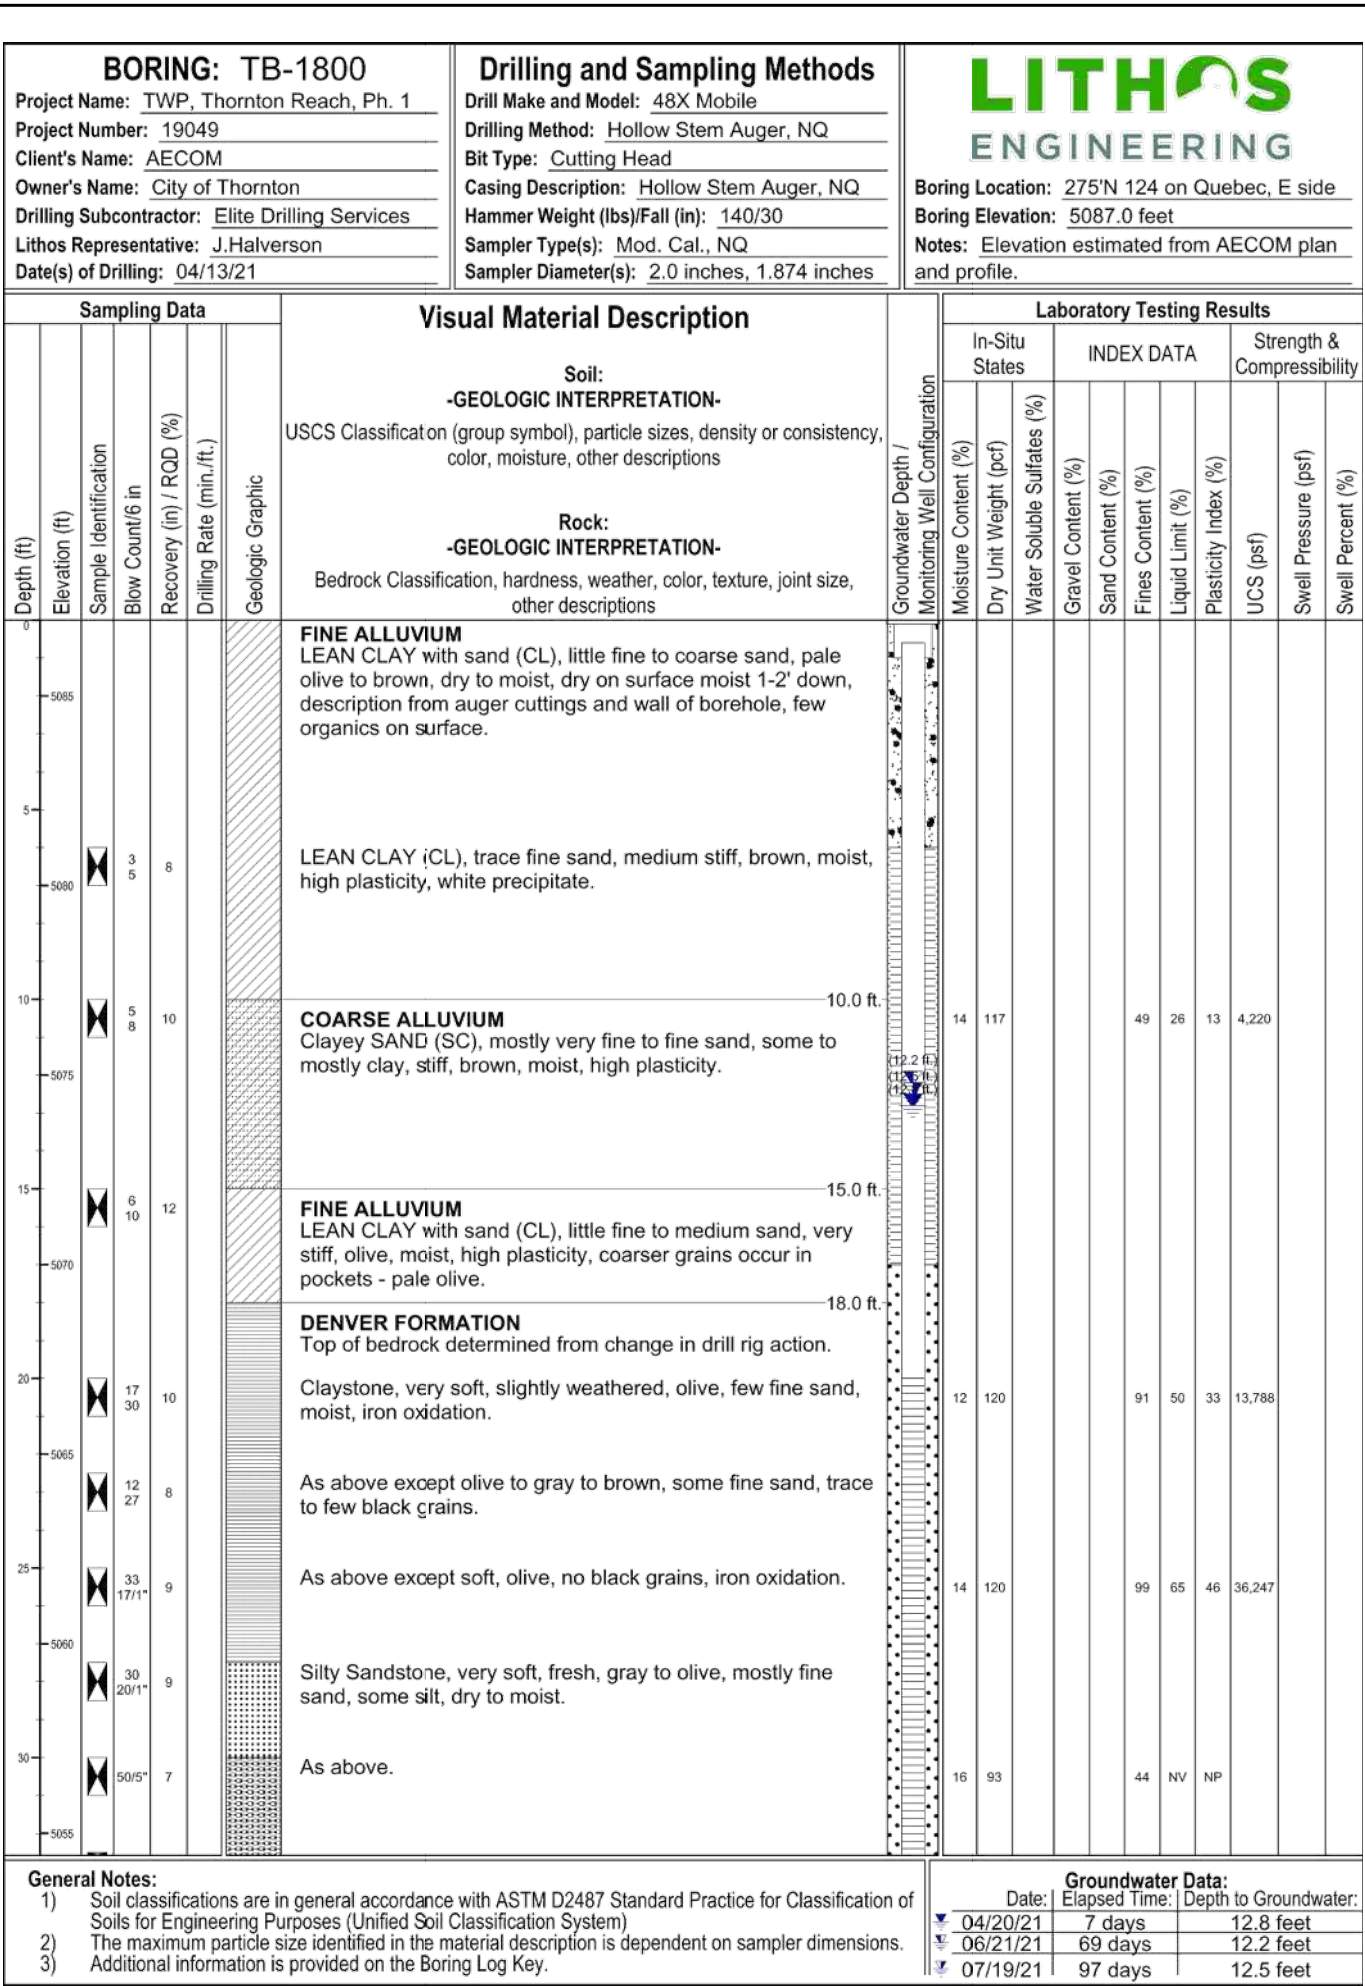 BORING: TB-1800
Project Name: TWP, Thornton Reach, Ph. 1
Project Number: 19049
Client's Name: AECOM
Owner's Name: City of Thornton
Drilling Subcontractor: Elite Drilling Services
Lithos Representative: J.Halverson
Date(s) of Drilling: 04/13/21
Drilling and Sampling Methods
Drill Make and Model: 48X Mobile
Drilling Method: Hollow Stem Auger, NQ
Bit Type: Cutting Head
Casing Description: Hollow Stem Auger, NQ
Hammer Weight (lbs)/Fall (in): 140/30
Sampler Type(s): Mod. Cal., NQ
Sampler Diameter(s): 2.0 inches, 1.874 inches
LITHOS
ENGINEERING
Boring Location: 275'N 124 on Quebec, E side
Boring Elevation: 5087.0 feet
Notes: Elevation estimated from AECOM plan
and profile.
Sampling Data
Depth (ft)
Elevation (ft)
Sample Identification
Blow Count/6 in
Recovery (in) / RQD (%)
Drilling Rate (min./ft.)
Geologic Graphic
Visual Material Description
Soil:
-GEOLOGIC INTERPRETATION-
USCS Classification (group symbol), particle sizes, density or consistency,
color, moisture, other descriptions
Rock:
-GEOLOGIC INTERPRETATION-
Bedrock Classification, hardness, weather, color, texture, joint size,
other descriptions
Groundwater Depth /
Monitoring Well Configuration
Laboratory Testing Results
In-Situ
States
INDEX DATA
Strength &
Compressibility
Moisture Content (%)
Dry Unit Weight (pcf)
Water Soluble Sulfates (%)
Gravel Content (%)
Sand Content (%)
Fines Content (%)
Liquid Limit (%)
Plasticity Index (%)
UCS (psf)
Swell Pressure (psf)
Swell Percent (%)
0
FINE ALLUVIUM
LEAN CLAY with sand (CL), little fine to coarse sand, pale
olive to brown, dry to moist, dry on surface moist 1-2' down,
description from auger cuttings and wall of borehole, few
organics on surface.
5085
5
3
5
8
LEAN CLAY (CL), trace fine sand, medium stiff, brown, moist,
high plasticity, white precipitate.
5080
10
10.0 ft.
5
8
10
COARSE ALLUVIUM
Clayey SAND (SC), mostly very fine to fine sand, some to
mostly clay, stiff, brown, moist, high plasticity.
14 117 49 26 13 4,220
(12.2 ft.)
5075
15
15.0 ft.
6
10
12
FINE ALLUVIUM
LEAN CLAY with sand (CL), little fine to medium sand, very
stiff, olive, moist, high plasticity, coarser grains occur in
pockets - pale olive.
5070
18.0 ft.
DENVER FORMATION
Top of bedrock determined from change in drill rig action.
20
17
30
10
Claystone, very soft, slightly weathered, olive, few fine sand,
moist, iron oxidation.
12 120 91 50 33 13,788
5065
12
27
8
As above except olive to gray to brown, some fine sand, trace
to few black grains.
25
33
17/1"
9
As above except soft, olive, no black grains, iron oxidation.
14 120 99 65 46 36,247
5060
30
20/1"
9
Silty Sandstone, very soft, fresh, gray to olive, mostly fine
sand, some silt, dry to moist.
30
50/5"
7
As above.
16 93 44 NV NP
5055
General Notes:
1) Soil classifications are in general accordance with ASTM D2487 Standard Practice for Classification of
Soils for Engineering Purposes (Unified Soil Classification System)
2) The maximum particle size identified in the material description is dependent on sampler dimensions.
3) Additional information is provided on the Boring Log Key.
Groundwater Data:
Date: Elapsed Time: Depth to Groundwater:
04/20/21 7 days 12.8 feet
06/21/21 69 days 12.2 feet
07/19/21 97 days 12.5 feet